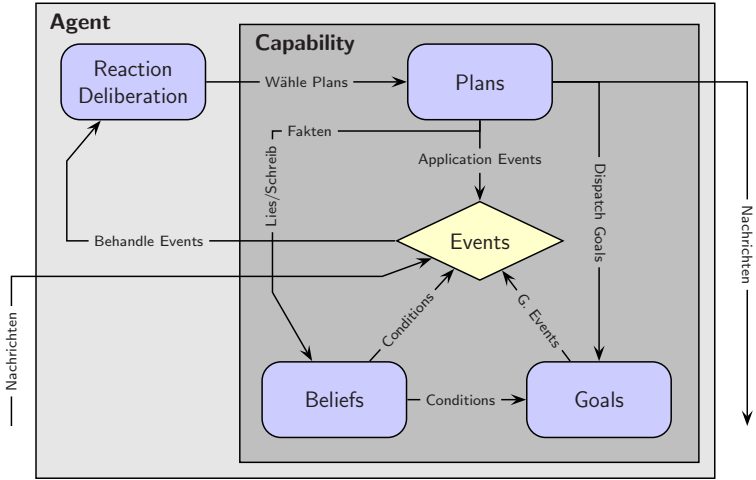 Agent
Capability
Reaction
Deliberation
Wähle Plans
Plans
Fakten
Lies/Schreib
Application Events
Dispatch Goals
Nachrichten
Behandle Events
Events
Nachrichten
Conditions
G. Events
Beliefs
Conditions
Goals